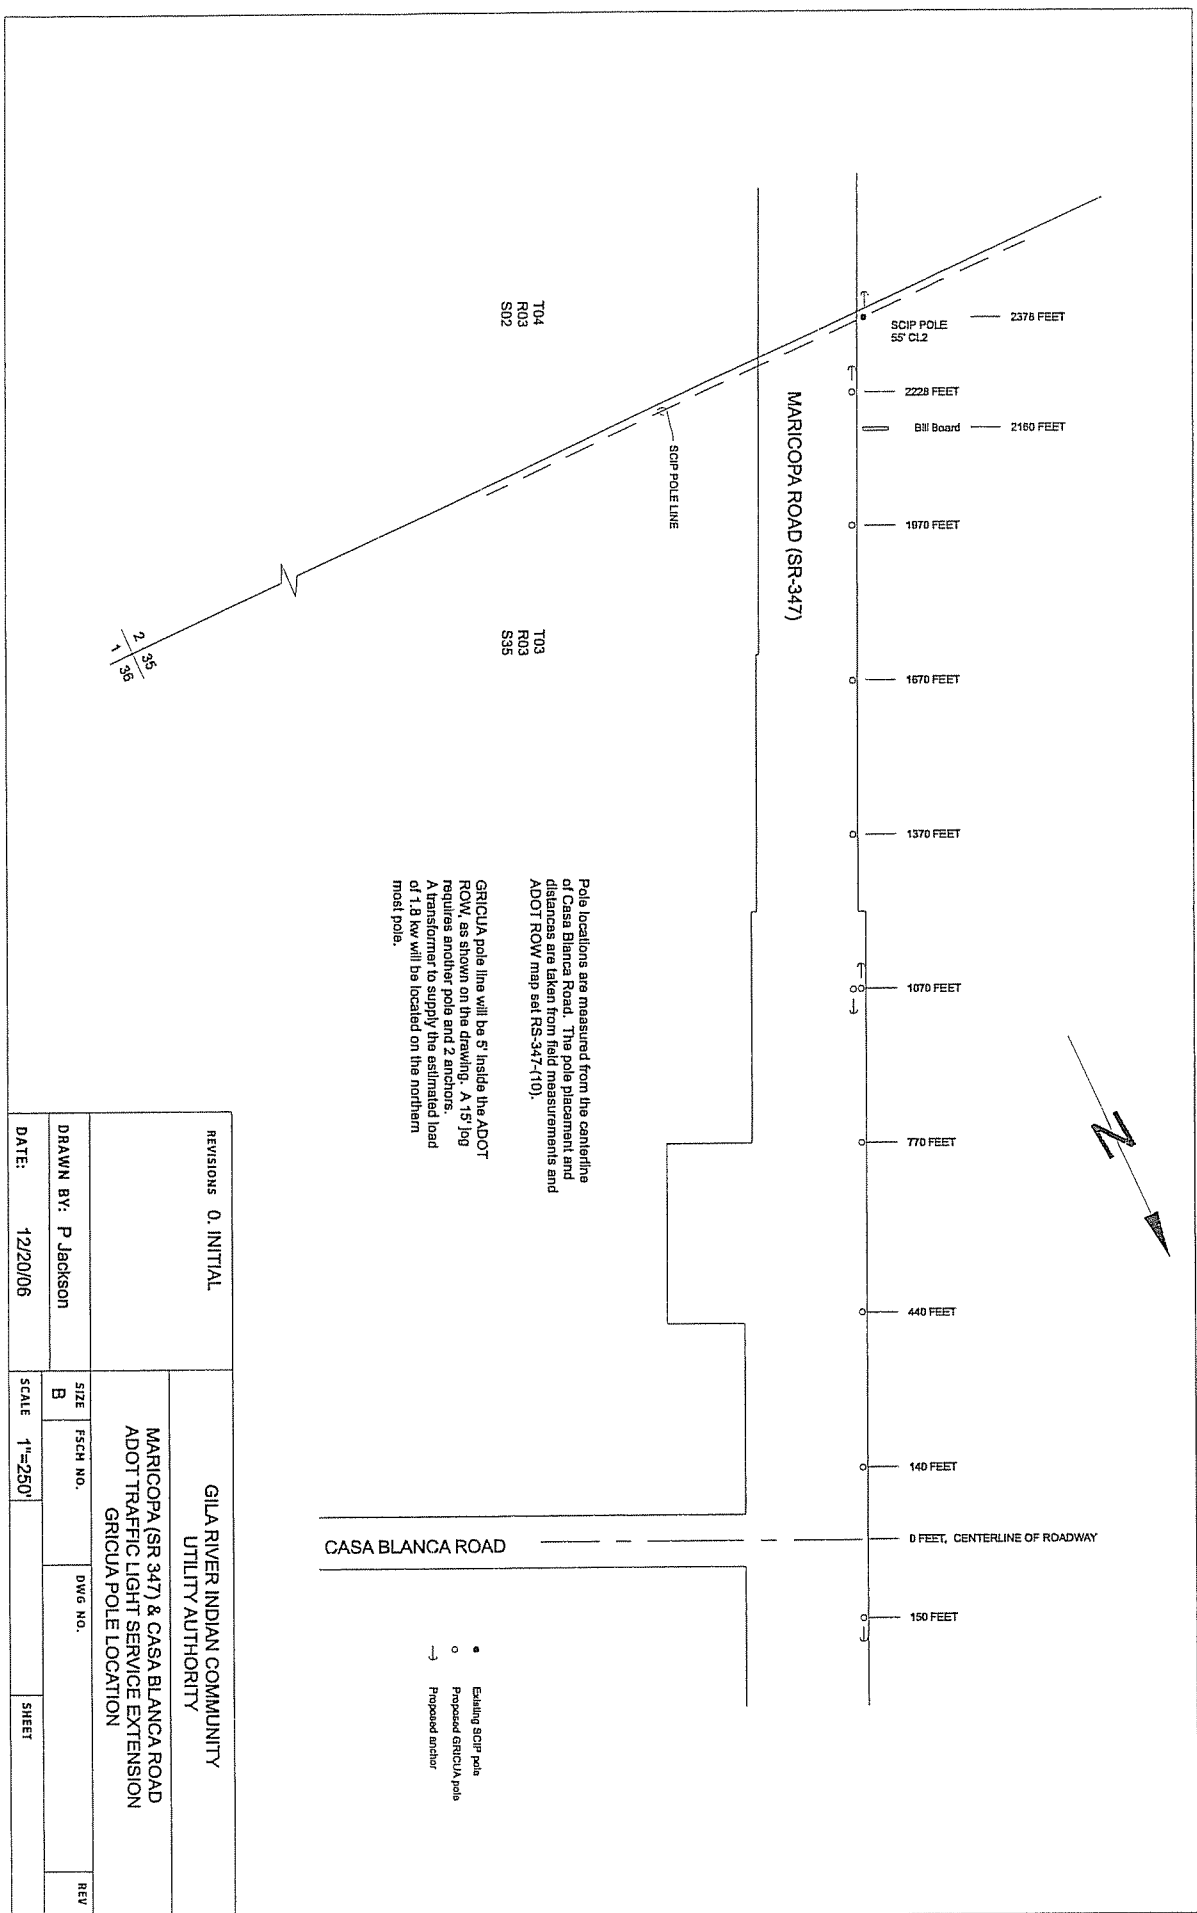 2378 FEET
SCIP POLE
55' CL2
2228 FEET
Bill Board
2160 FEET
1970 FEET
1670 FEET
1370 FEET
1070 FEET
770 FEET
440 FEET
140 FEET
0 FEET, CENTERLINE OF ROADWAY
150 FEET
N
MARICOPA ROAD (SR-347)
SCIP POLE LINE
T04
R03
S02
T03
R03
S35
2 35
1 36
Pole locations are measured from the centerline
of Casa Blanca Road. The pole placement and
distances are taken from field measurements and
ADOT ROW map set RS-347-(10).
GRICUA pole line will be 5' inside the ADOT
ROW, as shown on the drawing. A 15' jog
requires another pole and 2 anchors.
A transformer to supply the estimated load
of 1.8 kw will be located on the northern
most pole.
CASA BLANCA ROAD
Existing SCIP pole
Proposed GRICUA pole
Proposed anchor
REVISIONS 0. INITIAL
GILA RIVER INDIAN COMMUNITY
UTILITY AUTHORITY
MARICOPA (SR 347) & CASA BLANCA ROAD
ADOT TRAFFIC LIGHT SERVICE EXTENSION
GRICUA POLE LOCATION
DRAWN BY: P Jackson
DATE: 12/20/06
SIZE
B
FSCM NO.
DWG NO.
REV
SCALE 1"=250'
SHEET